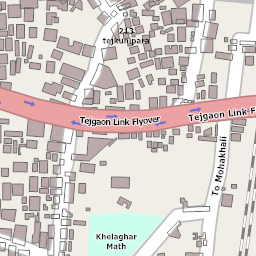 213
tejkunipara
Tejgaon Link Flyover
Tejgaon Link F
To Mohakhali
Khelaghar
Math